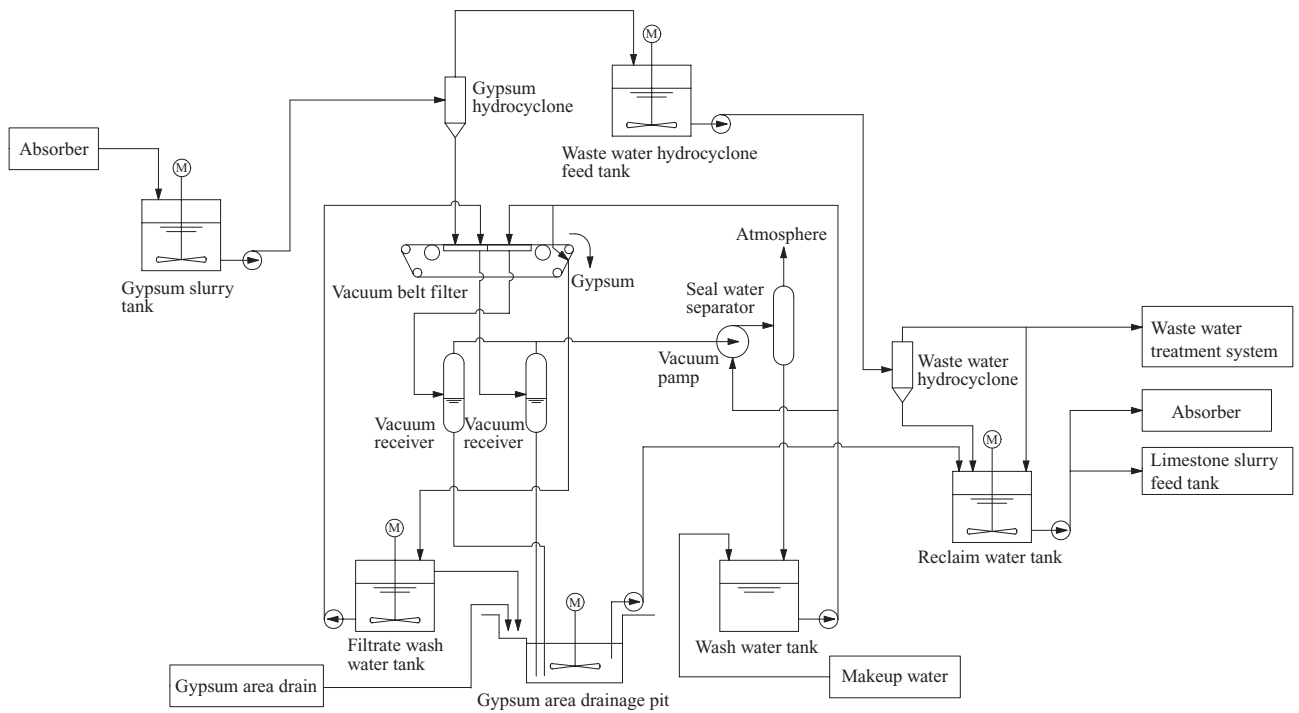 M
Gypsum
hydrocyclone
Absorber
M
Waste water hydrocyclone
feed tank
Atmosphere
Gypsum slurry
tank
Vacuum belt filter
Gypsum
Seal water
separator
Vacuum
pamp
Waste water
hydrocyclone
Waste water
treatment system
Absorber
Vacuum
receiver
Vacuum
receiver
M
Limestone slurry
feed tank
M
Reclaim water tank
M
Filtrate wash
water tank
Wash water tank
Gypsum area drain
Gypsum area drainage pit
Makeup water